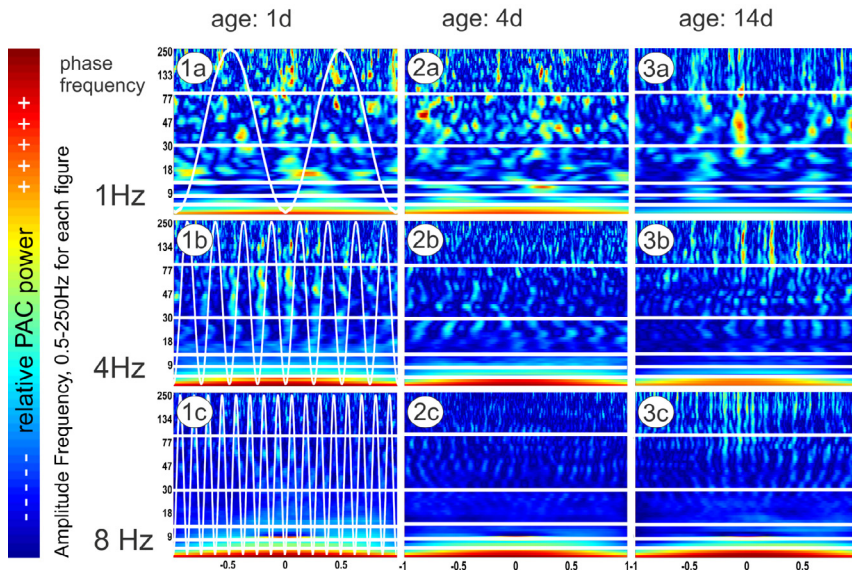 age: 1d age: 4d age: 14d
phase
frequency
relative PAC power
+ + + +
- - - - -
Amplitude Frequency, 0.5-250Hz for each figure
1Hz
250
133
77
47
30
18
9
1a 2a 3a
4Hz
250
134
77
47
30
18
9
1b 2b 3b
8 Hz
250
134
77
47
30
18
9
1c 2c 3c
-0.5 0 0.5 -1 -0.5 0 0.5 1-1 -0.5 0 0.5